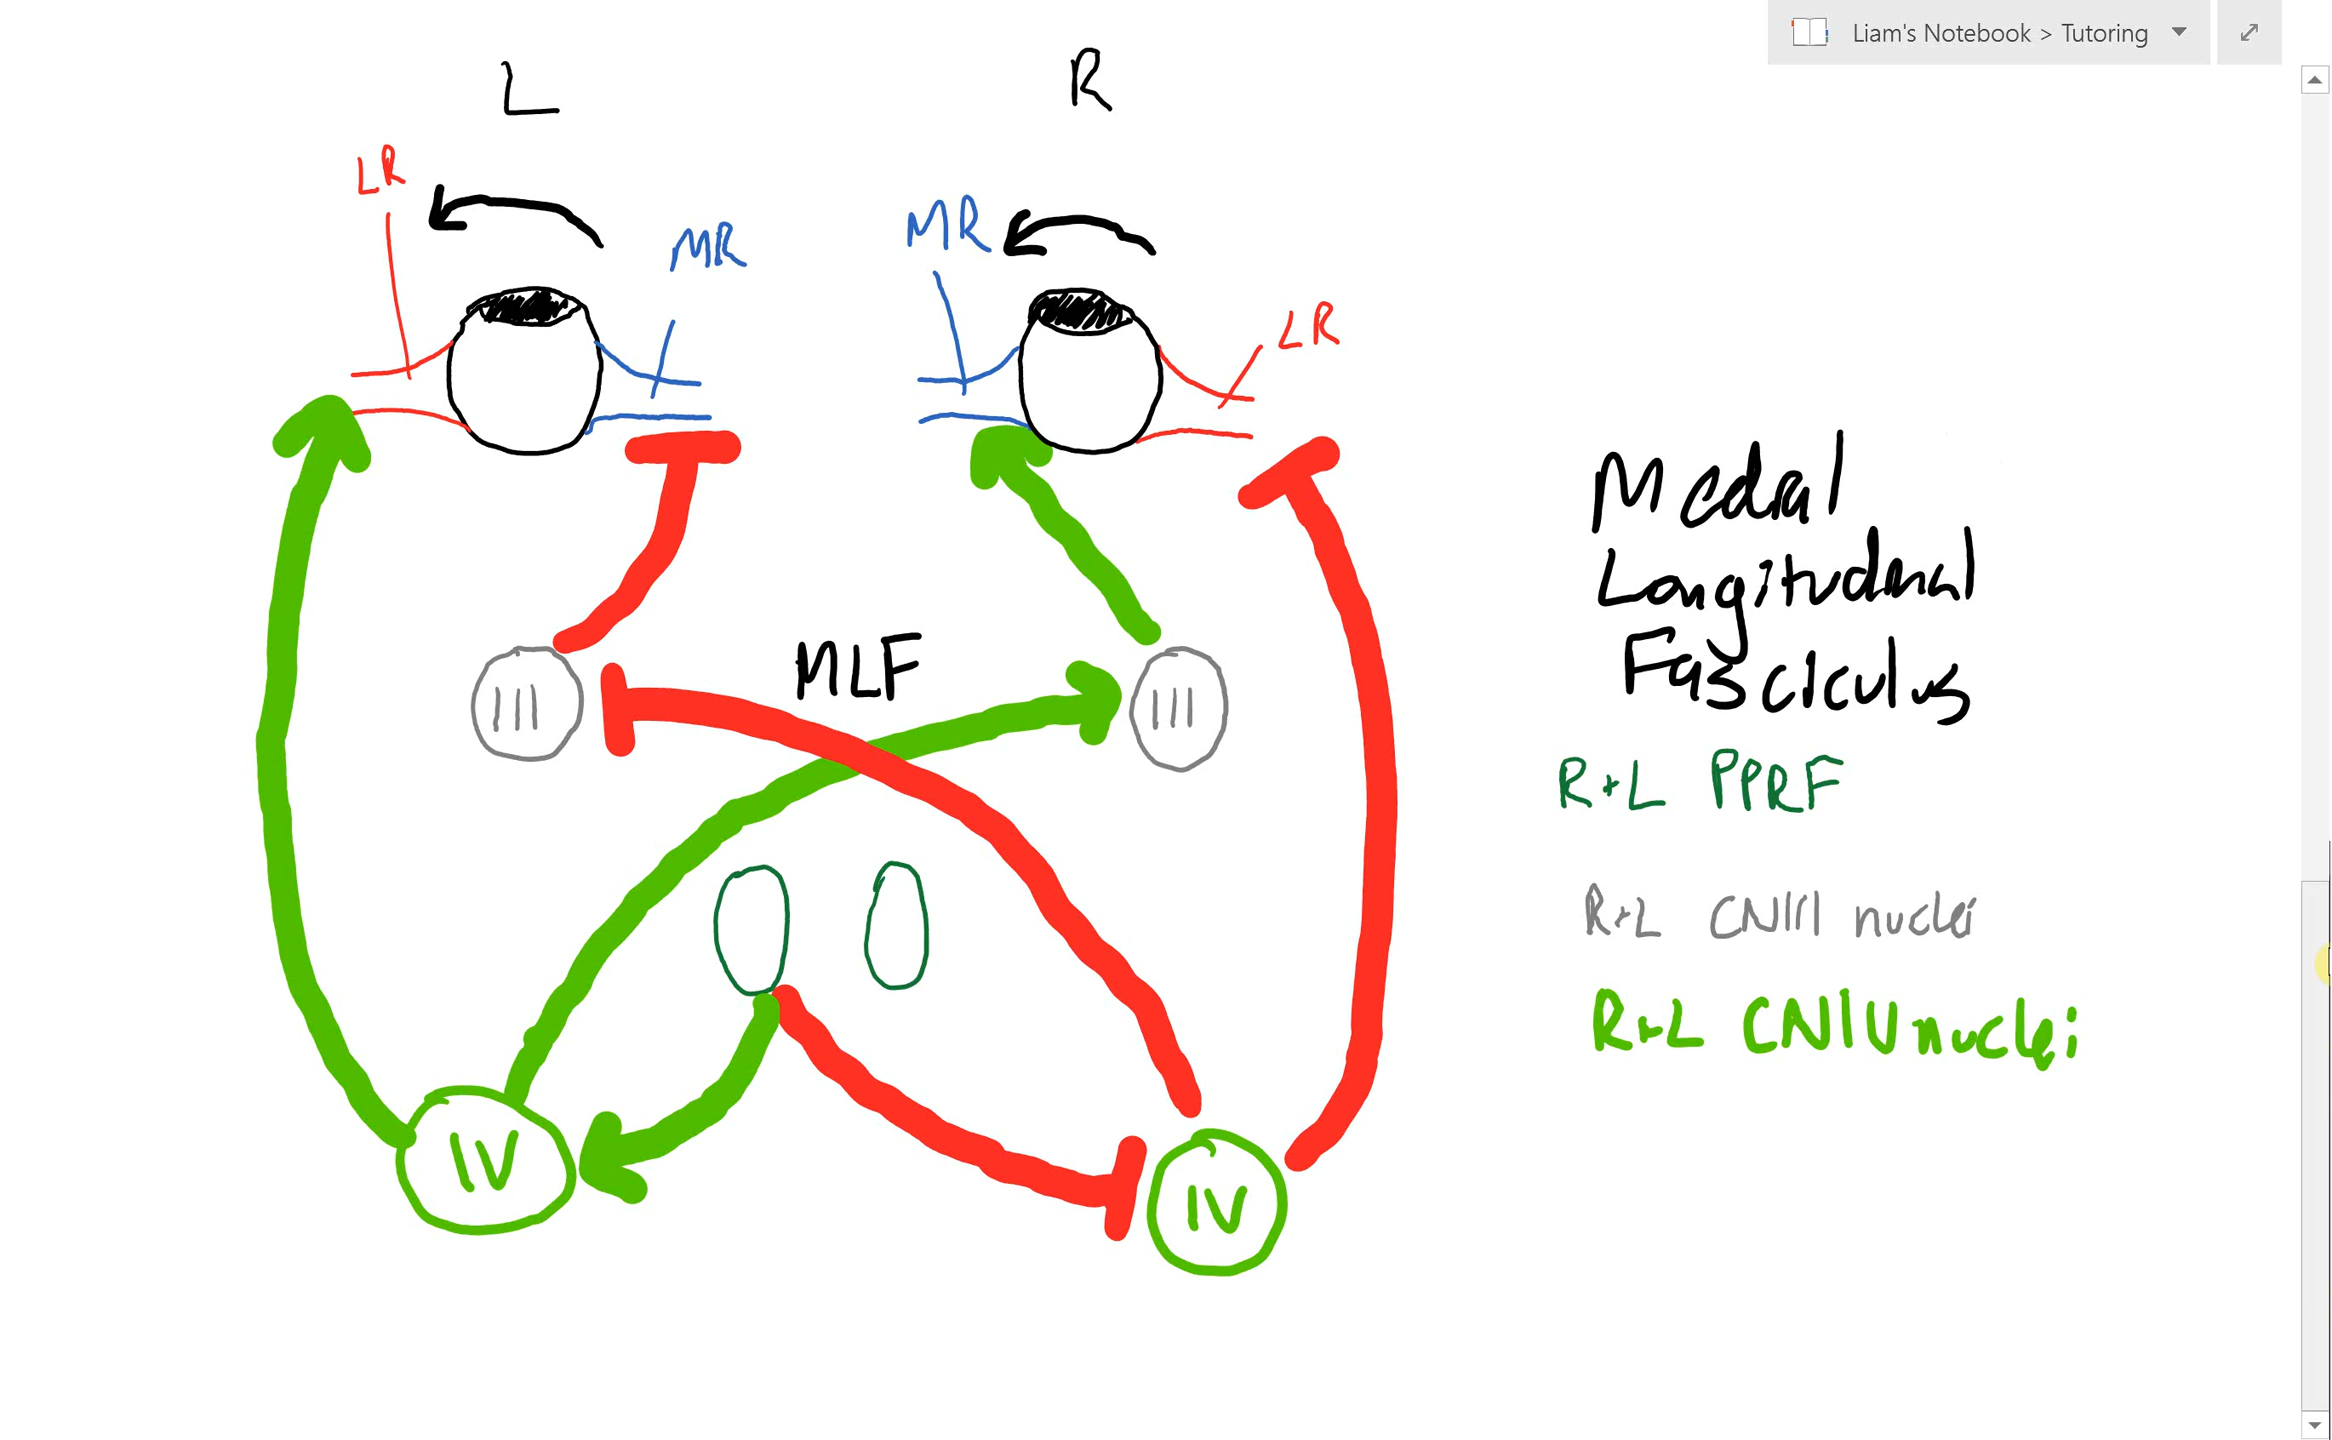 Liam's Notebook > Tutoring
L
R
LR
MR
MR
LR
Medial
Longitudinal
Fasciculus
MLF
III
III
R+L PPRF
R+L CNIII nuclei
R+L CNIV nuclei
IV
IV